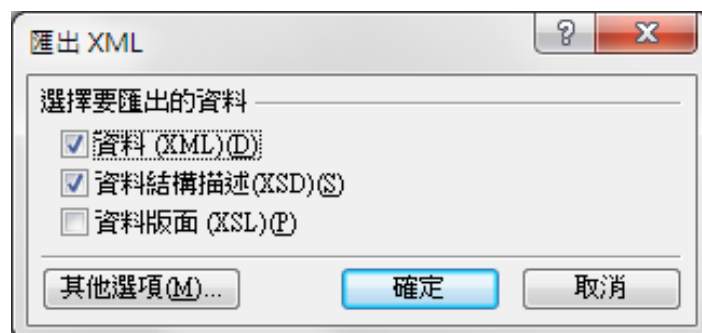 匯出 XML
選擇要匯出的資料
資料 (XML)(D)
資料結構描述(XSD)(S)
資料版面 (XSL)(P)
其他選項(M)... 確定 取消